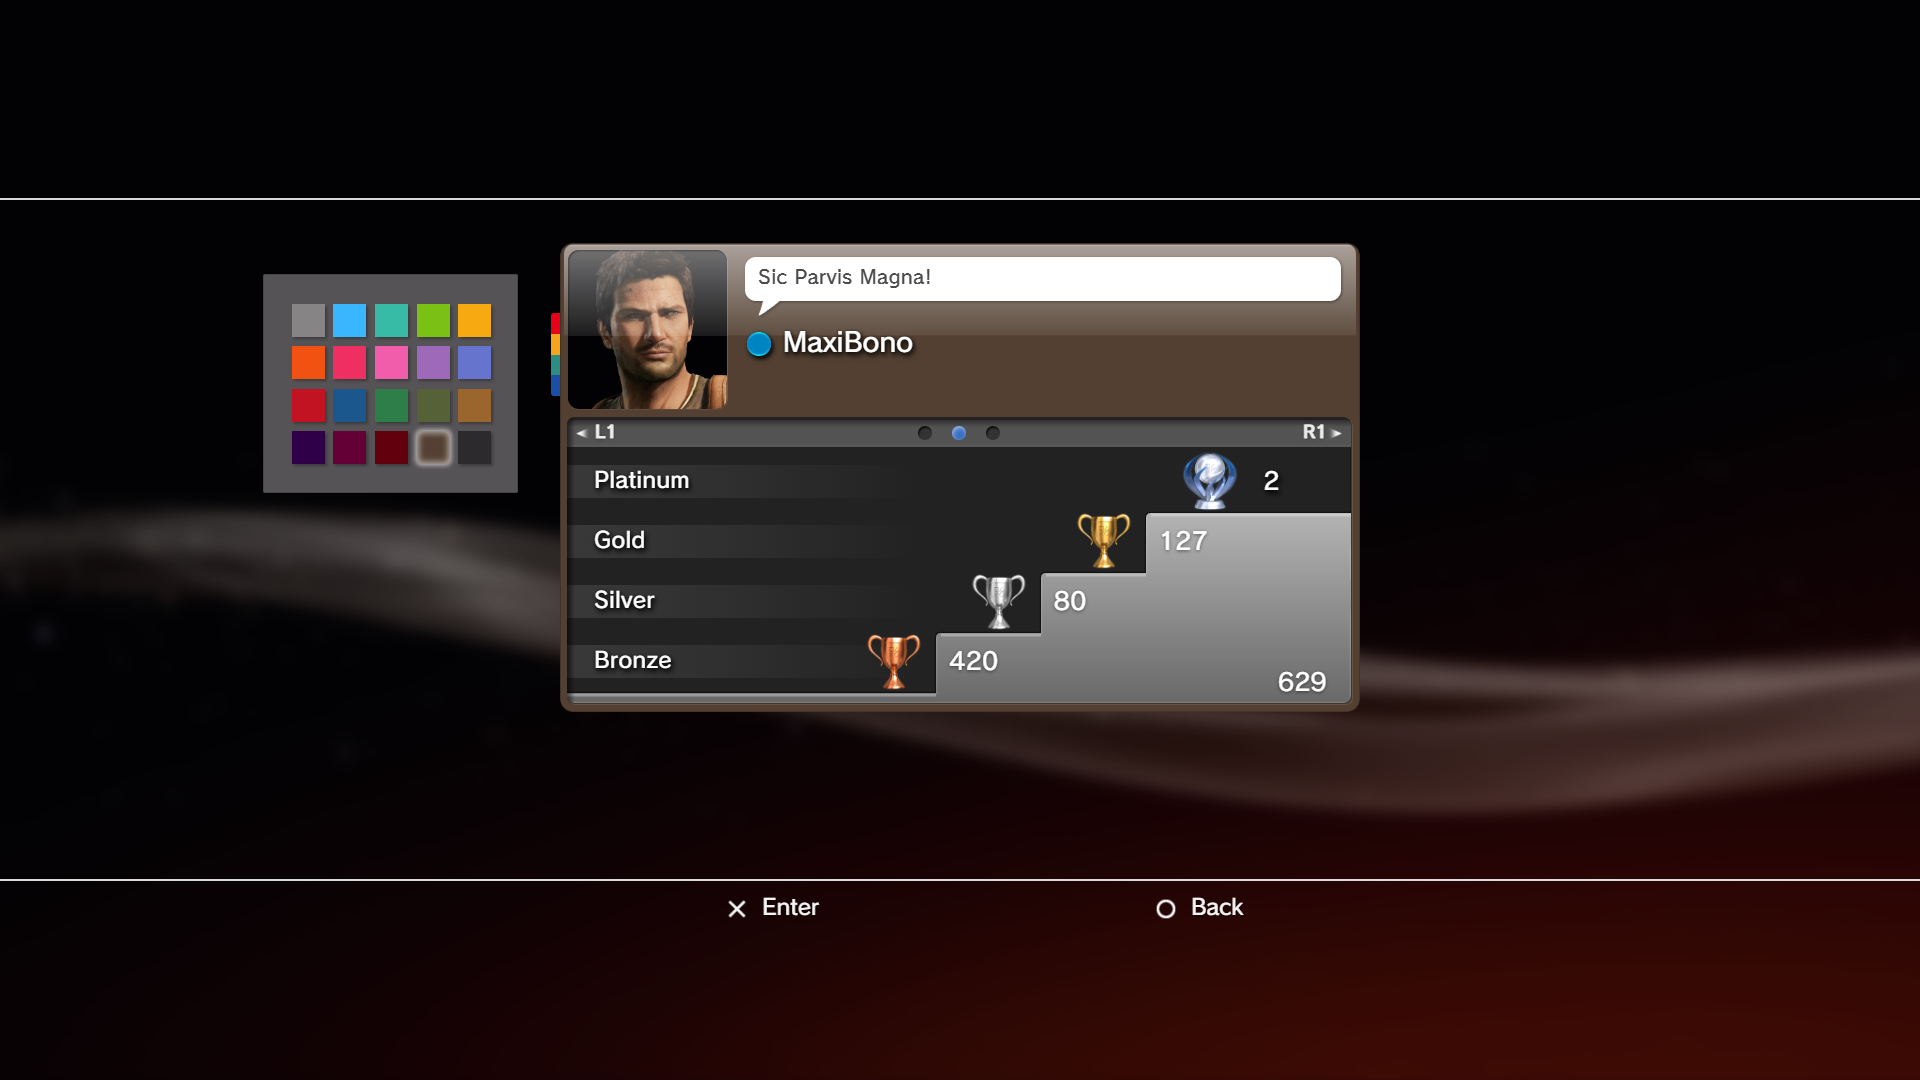 Sic Parvis Magna!
MaxiBono
L1
R1
Platinum 2
Gold 127
Silver 80
Bronze 420
629
Enter
Back